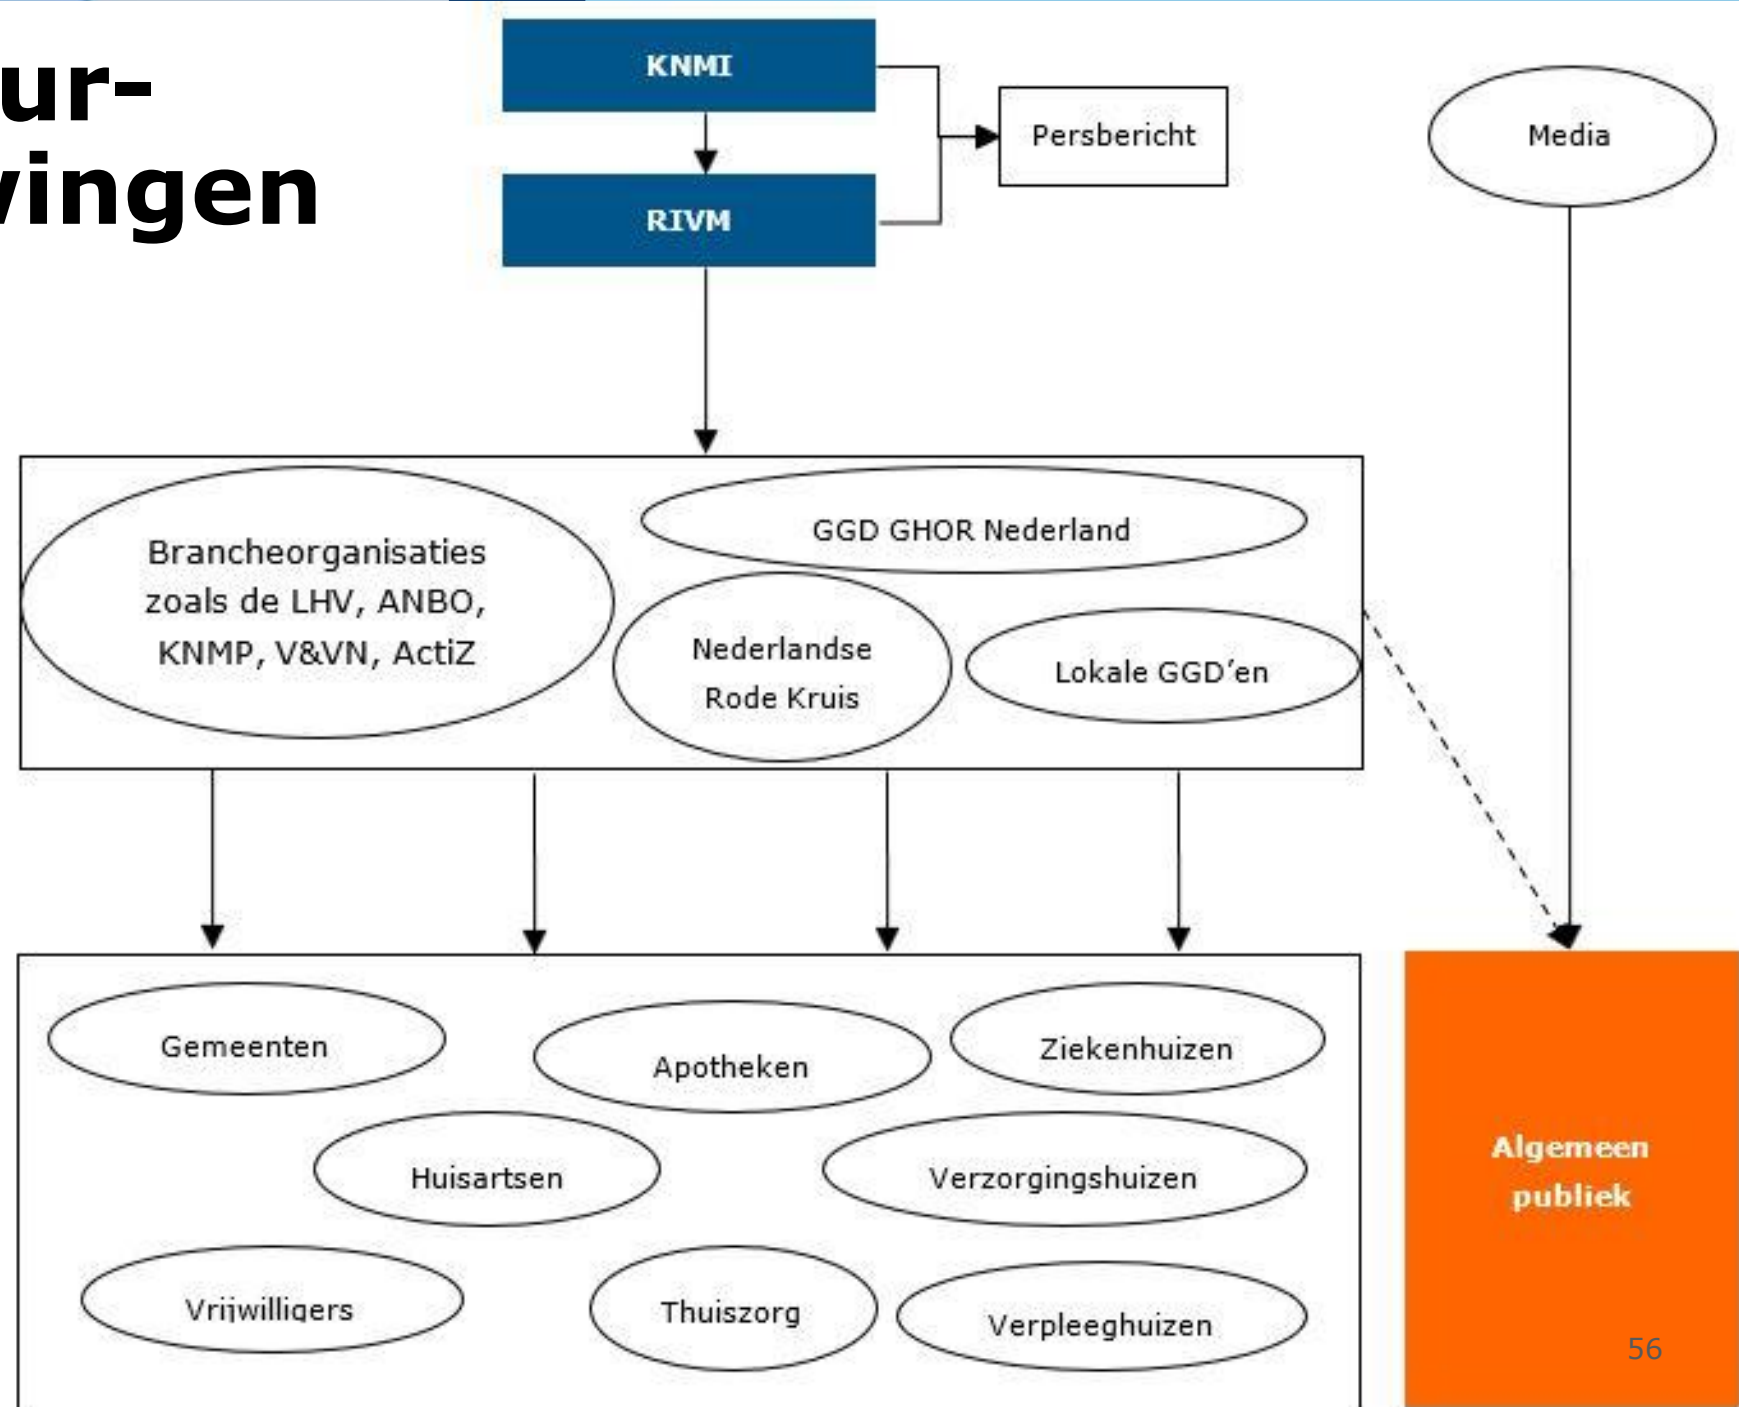 ur-
wingen
KNMI
Persbericht
Media
RIVM
Brancheorganisaties
zoals de LHV, ANBO,
KNMP, V&VN, ActiZ
GGD GHOR Nederland
Nederlandse
Rode Kruis
Lokale GGD’en
Gemeenten
Apotheken
Ziekenhuizen
Huisartsen
Verzorgingshuizen
Vrijwilligers
Thuiszorg
Verpleeghuizen
Algemeen
publiek
56